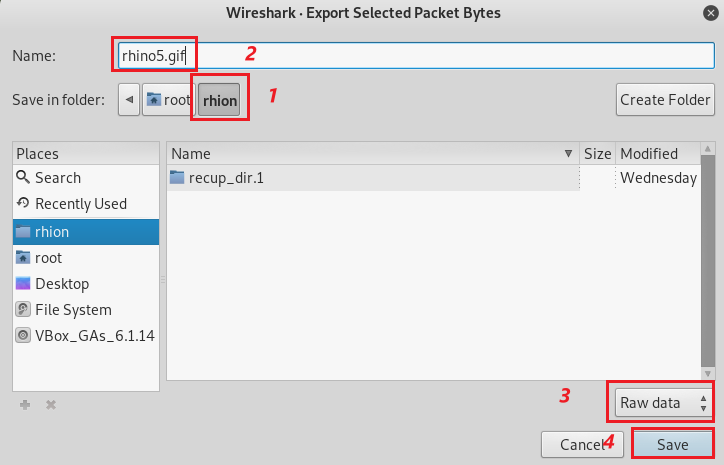 Wireshark · Export Selected Packet Bytes
Name: rhino5.gif 2
Save in folder: root rhion 1 Create Folder
Places Name Size Modified
Search recup_dir.1 Wednesday
Recently Used
rhion
root
Desktop
File System
VBox_GAs_6.1.14
3 Raw data
Cancel 4 Save